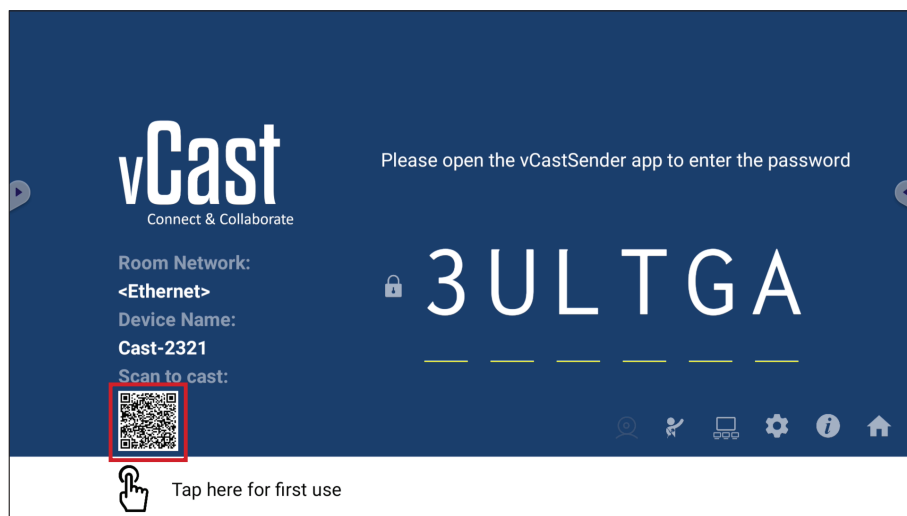 vCast
Connect & Collaborate
Please open the vCastSender app to enter the password
Room Network:
<Ethernet>
Device Name:
Cast-2321
Scan to cast:
3ULTGA
Tap here for first use